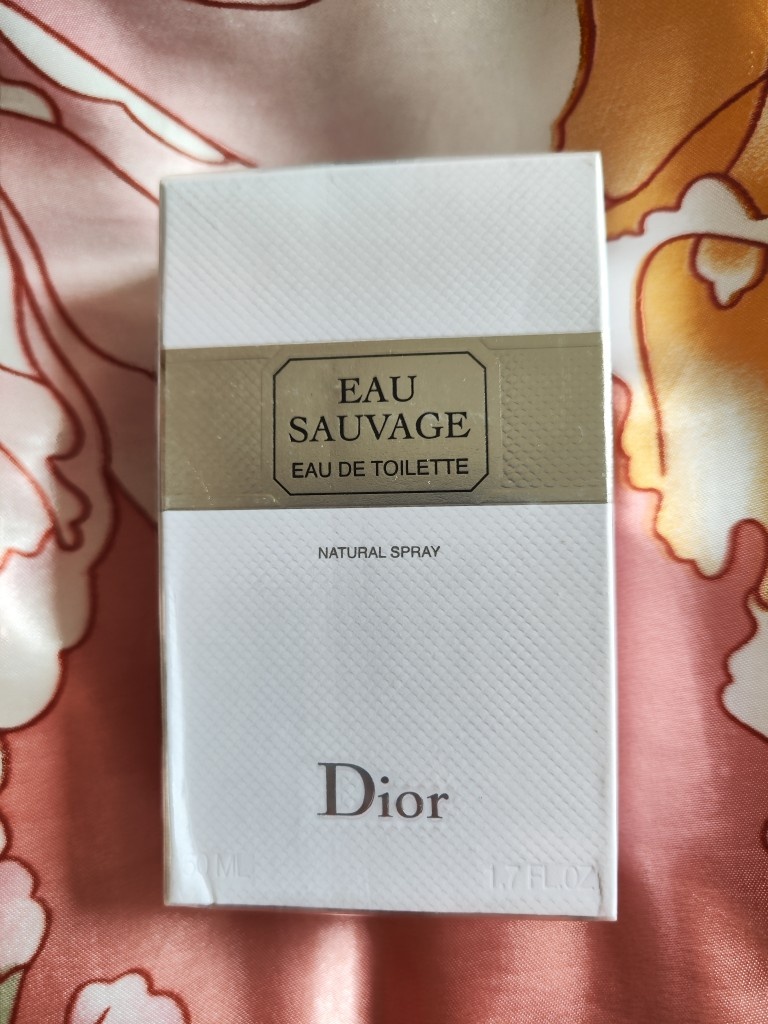 EAU
SAUVAGE
EAU DE TOILETTE
NATURAL SPRAY
Dior
ML 1.7 FL.OZ